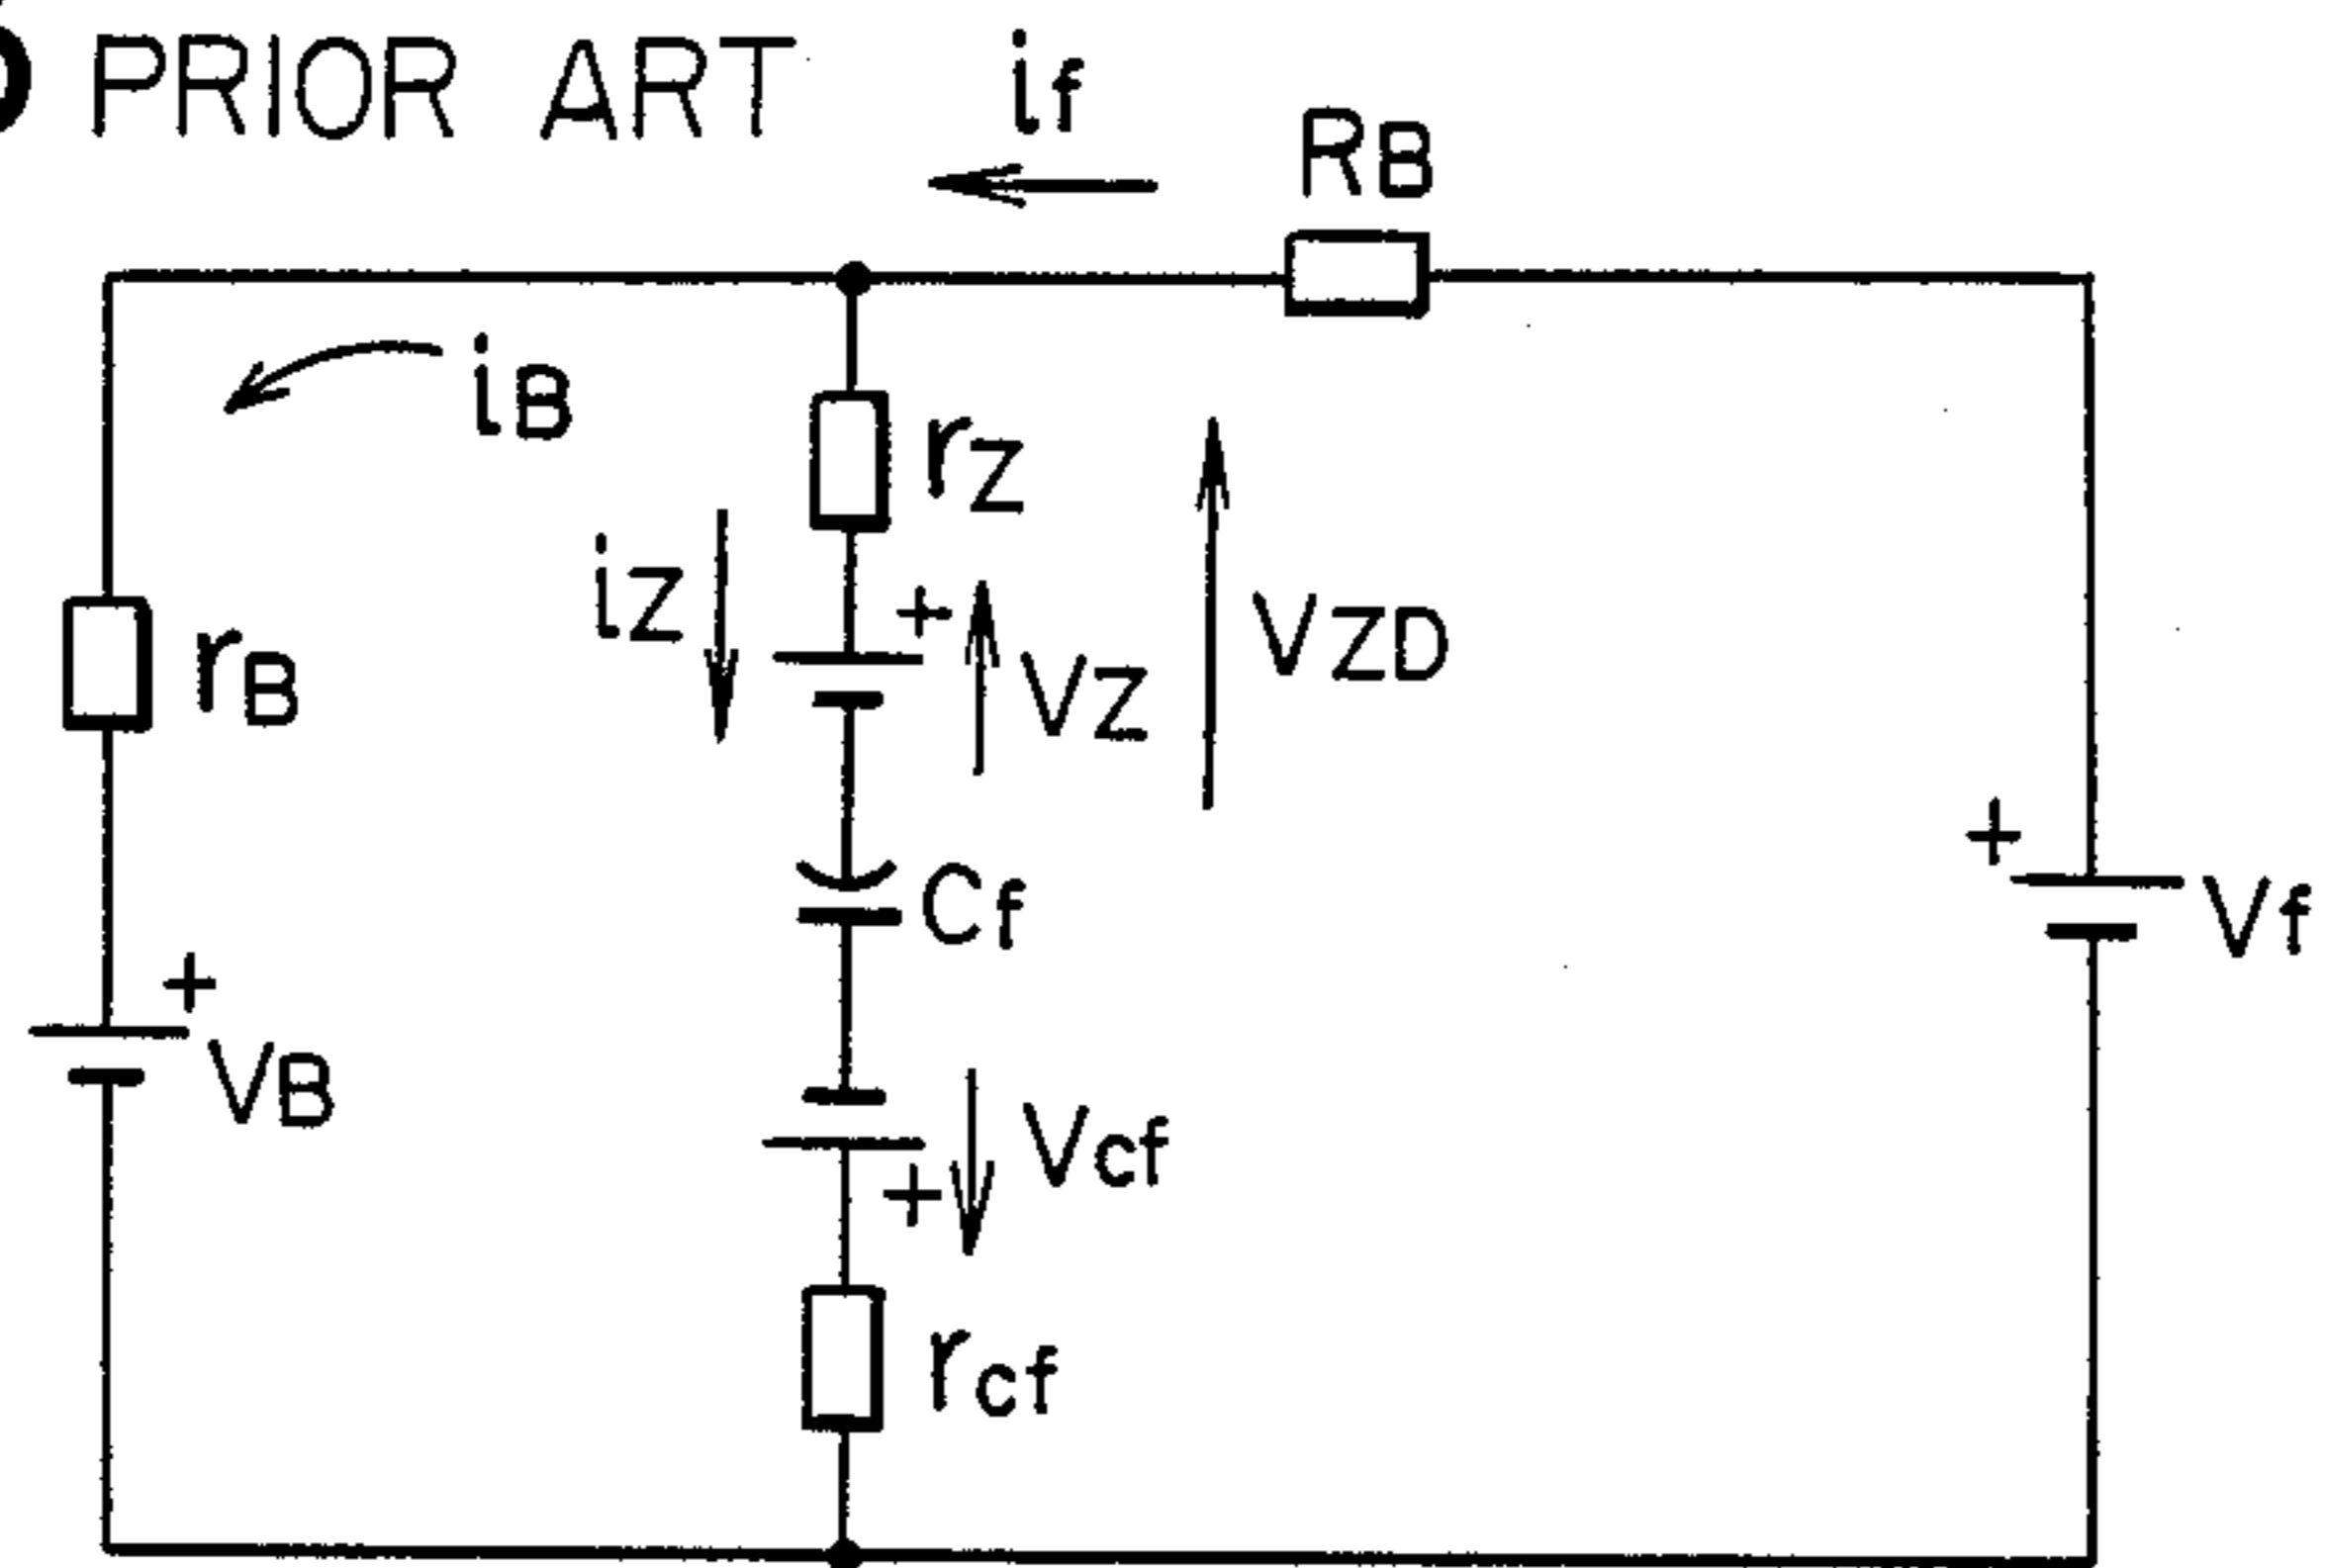 PRIOR ART
if
RB
iB
rZ
iZ
+
VZ
VZD
rB
+
Vf
Cf
+
VB
Vcf
+
rcf